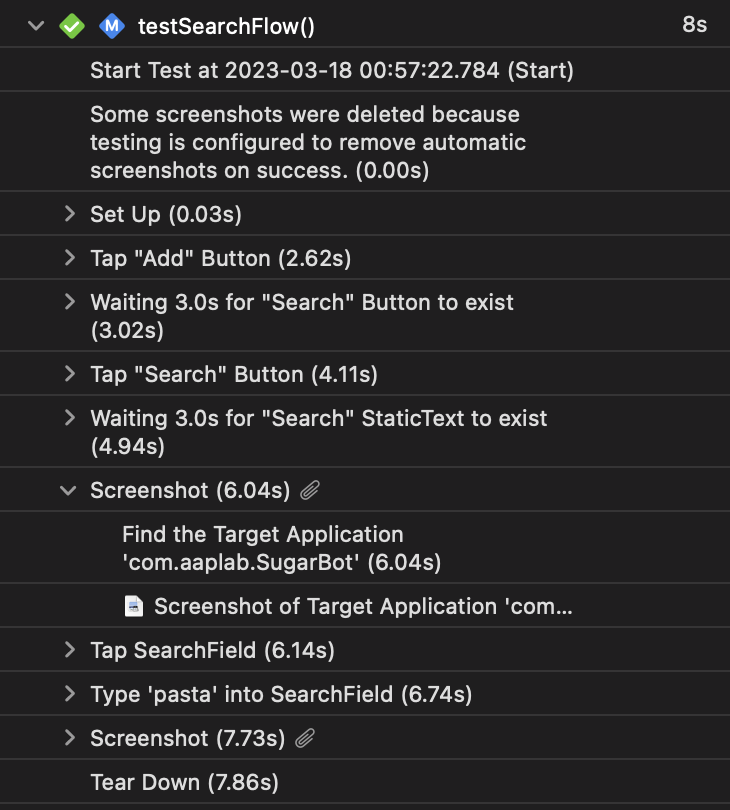 M testSearchFlow() 8s
Start Test at 2023-03-18 00:57:22.784 (Start)
Some screenshots were deleted because
testing is configured to remove automatic
screenshots on success. (0.00s)
Set Up (0.03s)
Tap "Add" Button (2.62s)
Waiting 3.0s for "Search" Button to exist
(3.02s)
Tap "Search" Button (4.11s)
Waiting 3.0s for "Search" StaticText to exist
(4.94s)
Screenshot (6.04s)
Find the Target Application
'com.aaplab.SugarBot' (6.04s)
Screenshot of Target Application 'com...
Tap SearchField (6.14s)
Type 'pasta' into SearchField (6.74s)
Screenshot (7.73s)
Tear Down (7.86s)